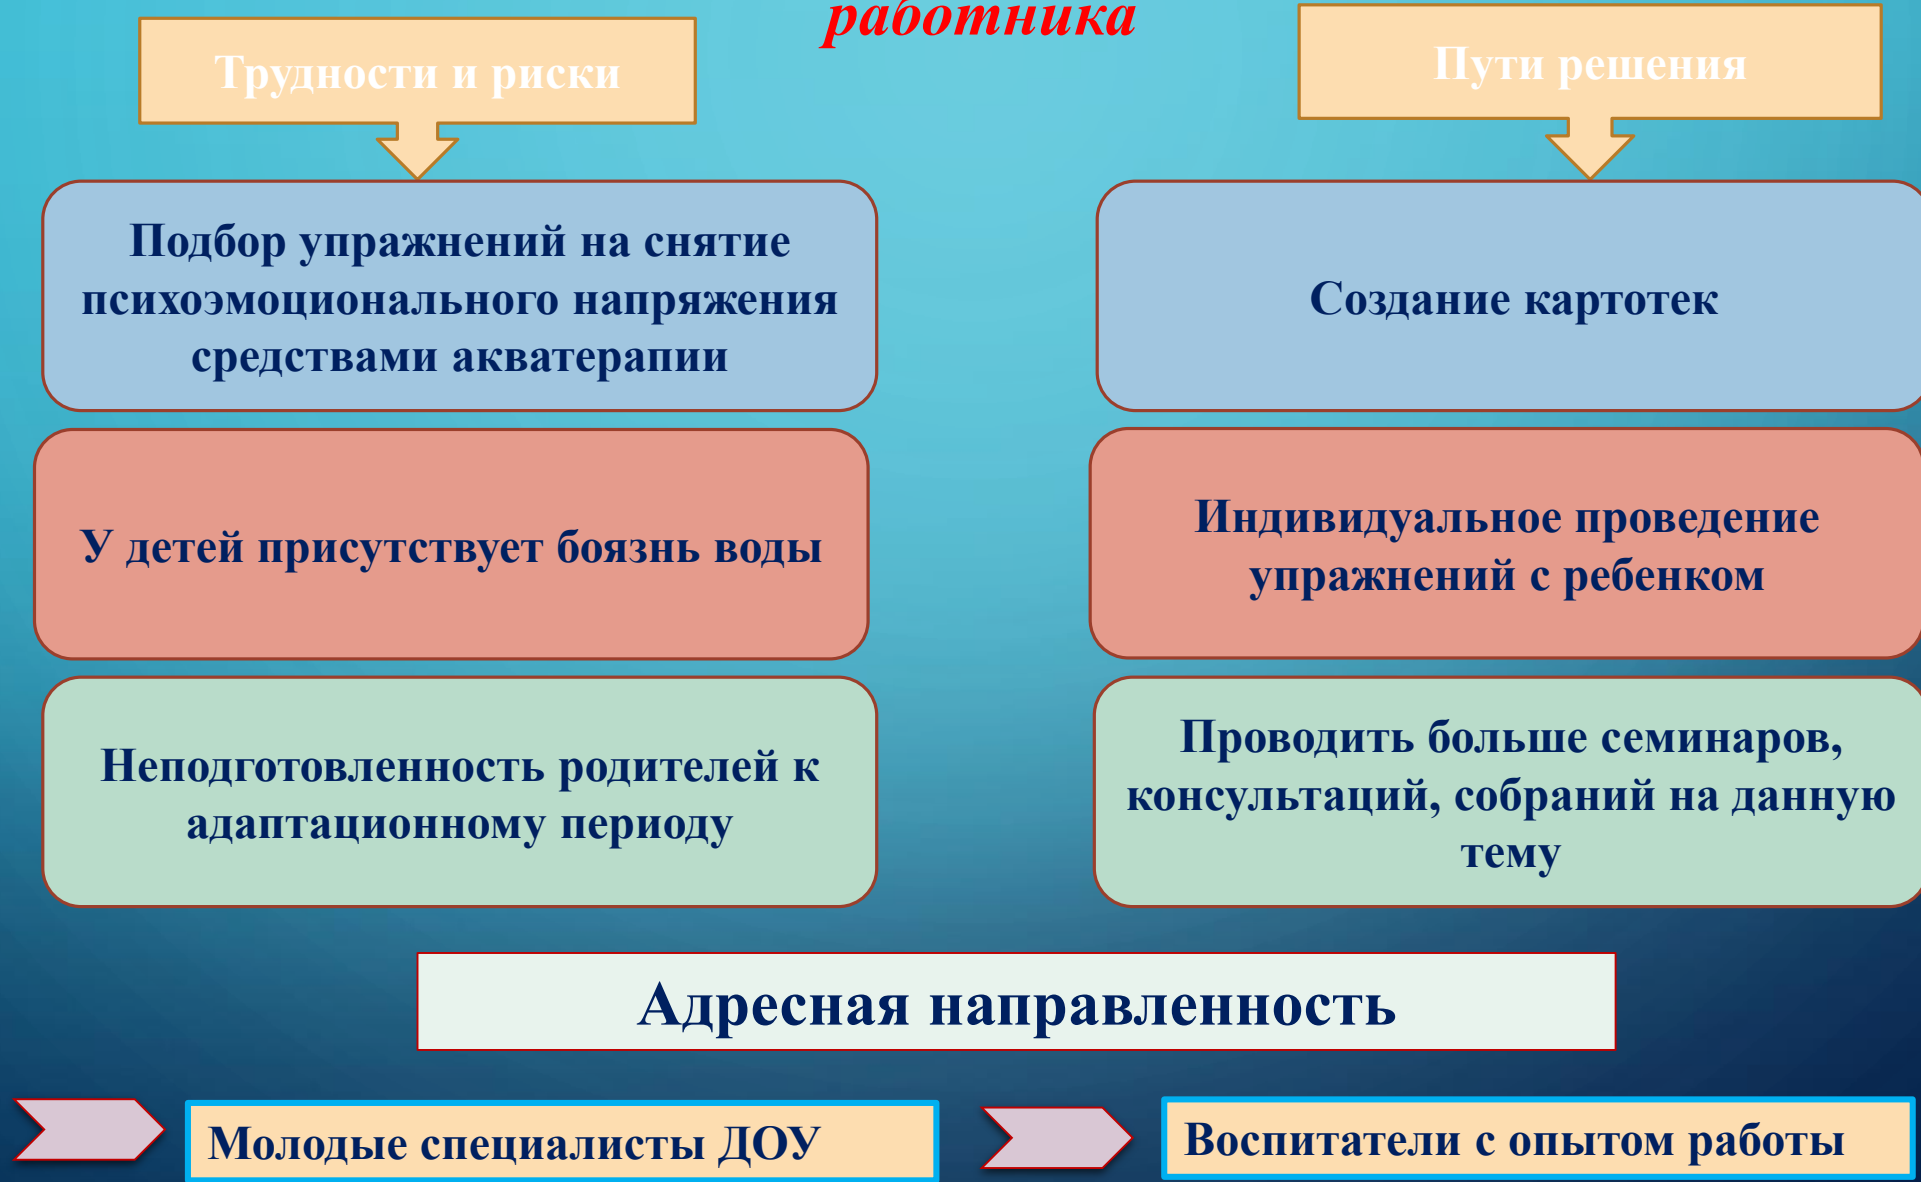 работника
Трудности и риски
Пути решения
Подбор упражнений на снятие
психоэмоционального напряжения
средствами акватерапии
Создание картотек
У детей присутствует боязнь воды
Индивидуальное проведение
упражнений с ребенком
Неподготовленность родителей к
адаптационному периоду
Проводить больше семинаров,
консультаций, собраний на данную
тему
Адресная направленность
Молодые специалисты ДОУ
Воспитатели с опытом работы